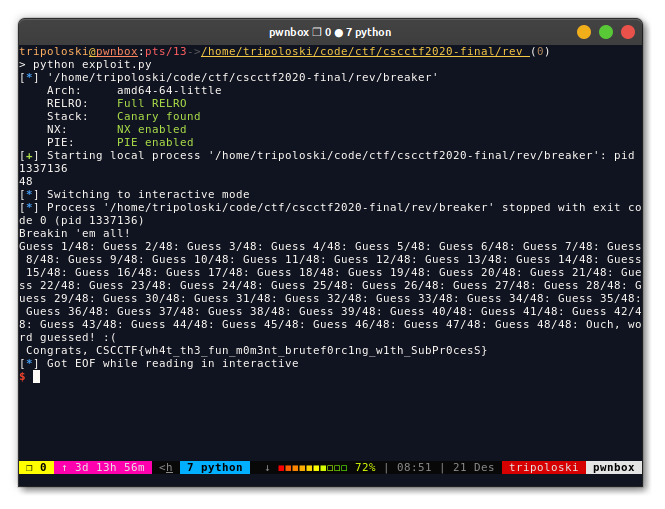 pwnbox ❐ 0 ● 7 python
tripoloski@pwnbox:pts/13->/home/tripoloski/code/ctf/cscctf2020-final/rev (0)
> python exploit.py
[*] '/home/tripoloski/code/ctf/cscctf2020-final/rev/breaker'
    Arch:     amd64-64-little
    RELRO:    Full RELRO
    Stack:    Canary found
    NX:       NX enabled
    PIE:      PIE enabled
[+] Starting local process '/home/tripoloski/code/ctf/cscctf2020-final/rev/breaker': pid
1337136
48
[*] Switching to interactive mode
[*] Process '/home/tripoloski/code/ctf/cscctf2020-final/rev/breaker' stopped with exit co
de 0 (pid 1337136)
Breakin 'em all!
Guess 1/48: Guess 2/48: Guess 3/48: Guess 4/48: Guess 5/48: Guess 6/48: Guess 7/48: Guess
 8/48: Guess 9/48: Guess 10/48: Guess 11/48: Guess 12/48: Guess 13/48: Guess 14/48: Guess
 15/48: Guess 16/48: Guess 17/48: Guess 18/48: Guess 19/48: Guess 20/48: Guess 21/48: Gue
ss 22/48: Guess 23/48: Guess 24/48: Guess 25/48: Guess 26/48: Guess 27/48: Guess 28/48: G
uess 29/48: Guess 30/48: Guess 31/48: Guess 32/48: Guess 33/48: Guess 34/48: Guess 35/48:
 Guess 36/48: Guess 37/48: Guess 38/48: Guess 39/48: Guess 40/48: Guess 41/48: Guess 42/4
8: Guess 43/48: Guess 44/48: Guess 45/48: Guess 46/48: Guess 47/48: Guess 48/48: Ouch, wo
rd guessed! :(
 Congrats, CSCCTF{wh4t_th3_fun_m0m3nt_brutef0rc1ng_w1th_SubPr0cesS}
[*] Got EOF while reading in interactive
$
❐ 0 ↑ 3d 13h 56m <h 7 python ↓ ■■■■■■■□□□ 72% | 08:51 | 21 Des tripoloski pwnbox